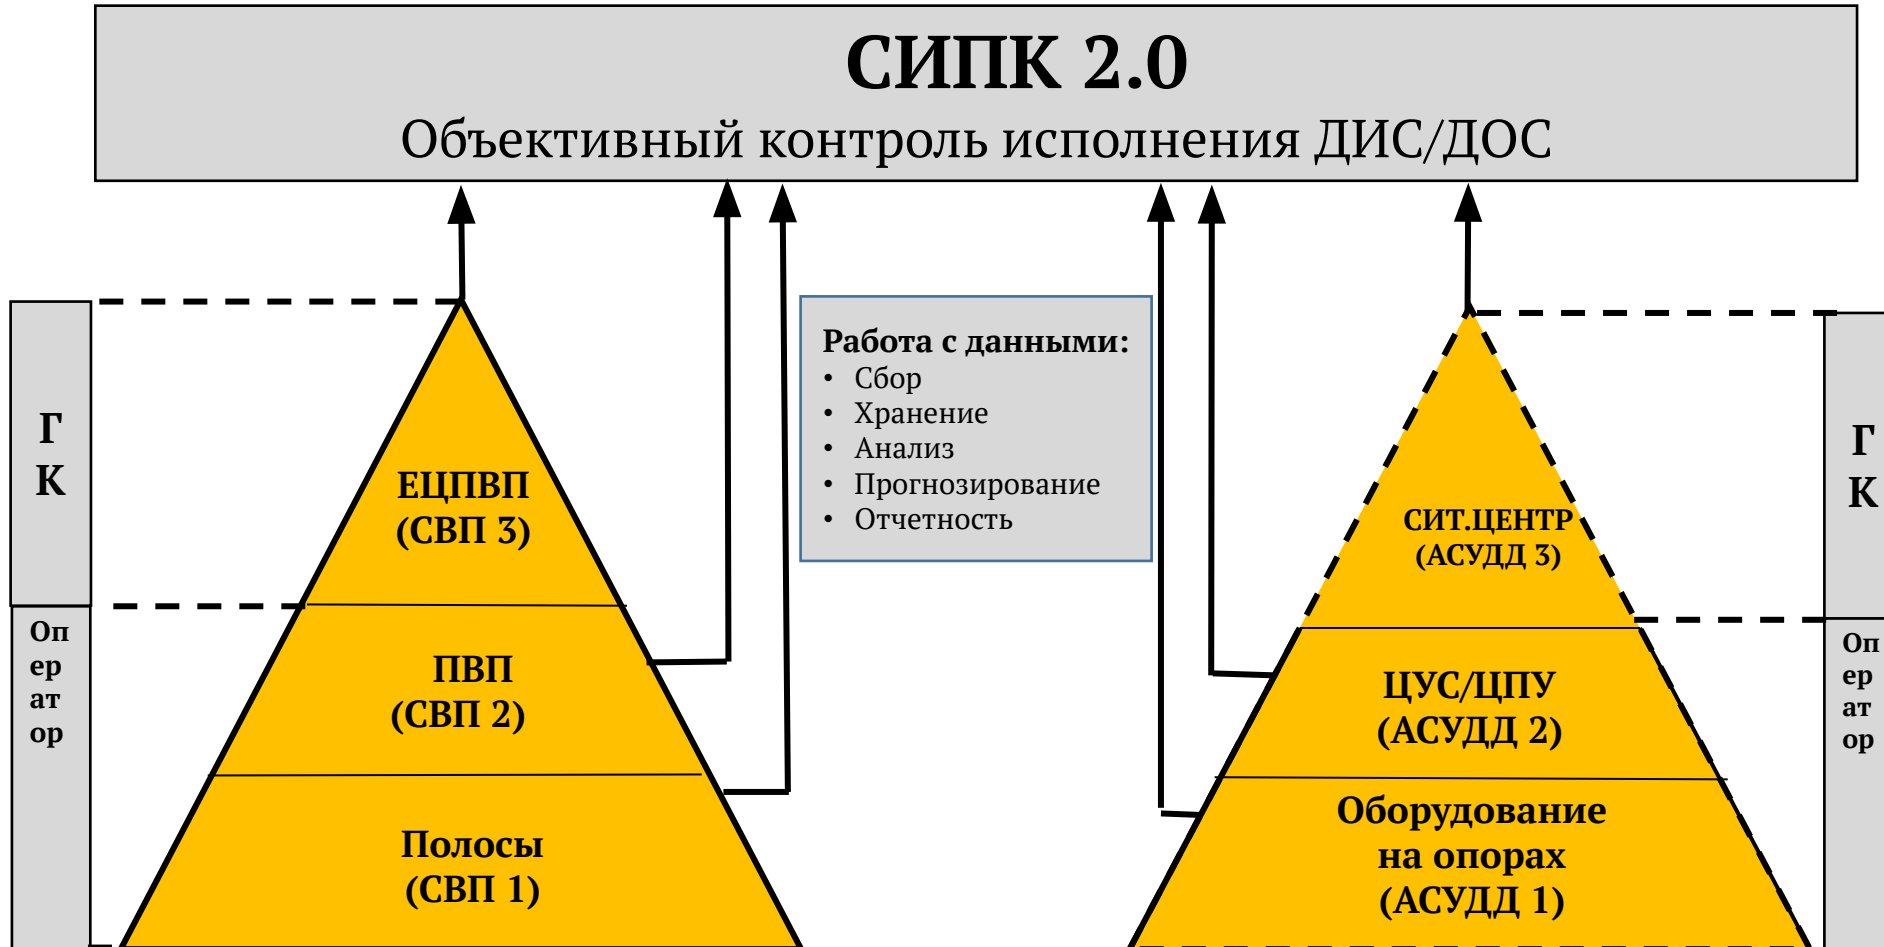 СИПК 2.0
Объективный контроль исполнения ДИС/ДОС
Г
К
Оп
ер
ат
ор
ЕЦПВП
(СВП 3)
ПВП
(СВП 2)
Полосы
(СВП 1)
Работа с данными:
• Сбор
• Хранение
• Анализ
• Прогнозирование
• Отчетность
СИТ.ЦЕНТР
(АСУДД 3)
ЦУС/ЦПУ
(АСУДД 2)
Оборудование
на опорах
(АСУДД 1)
Г
К
Оп
ер
ат
ор